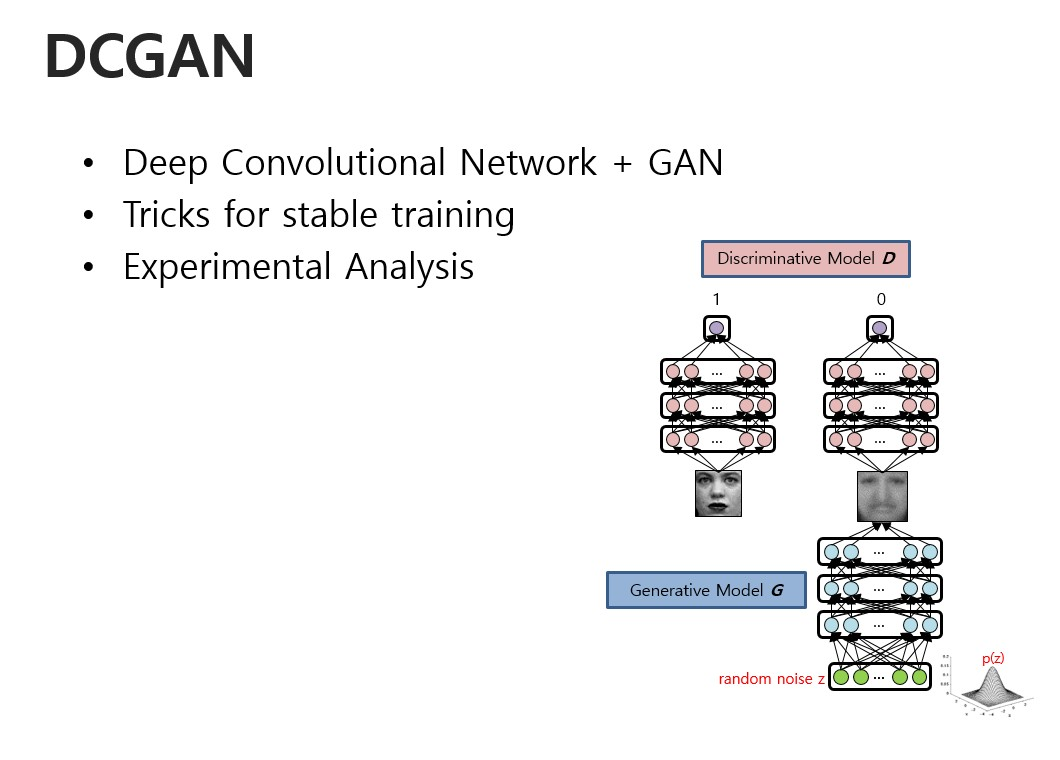 DCGAN
• Deep Convolutional Network + GAN
• Tricks for stable training
• Experimental Analysis
Discriminative Model D
1 0
... ...
... ...
... ...
...
Generative Model G
...
...
p(z)
random noise z ...